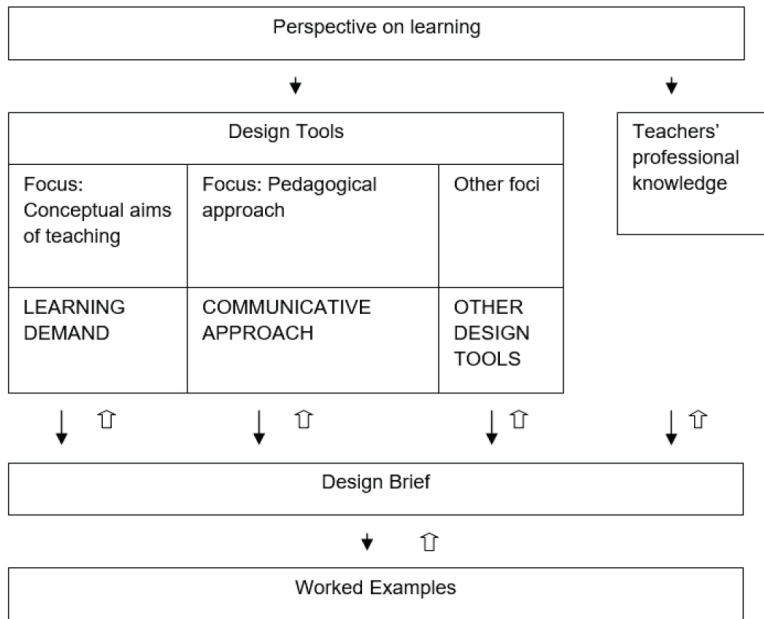 Perspective on learning
Design Tools
Teachers’
professional
knowledge
Focus:
Conceptual aims
of teaching
Focus: Pedagogical
approach
Other foci
LEARNING
DEMAND
COMMUNICATIVE
APPROACH
OTHER
DESIGN
TOOLS
Design Brief
Worked Examples